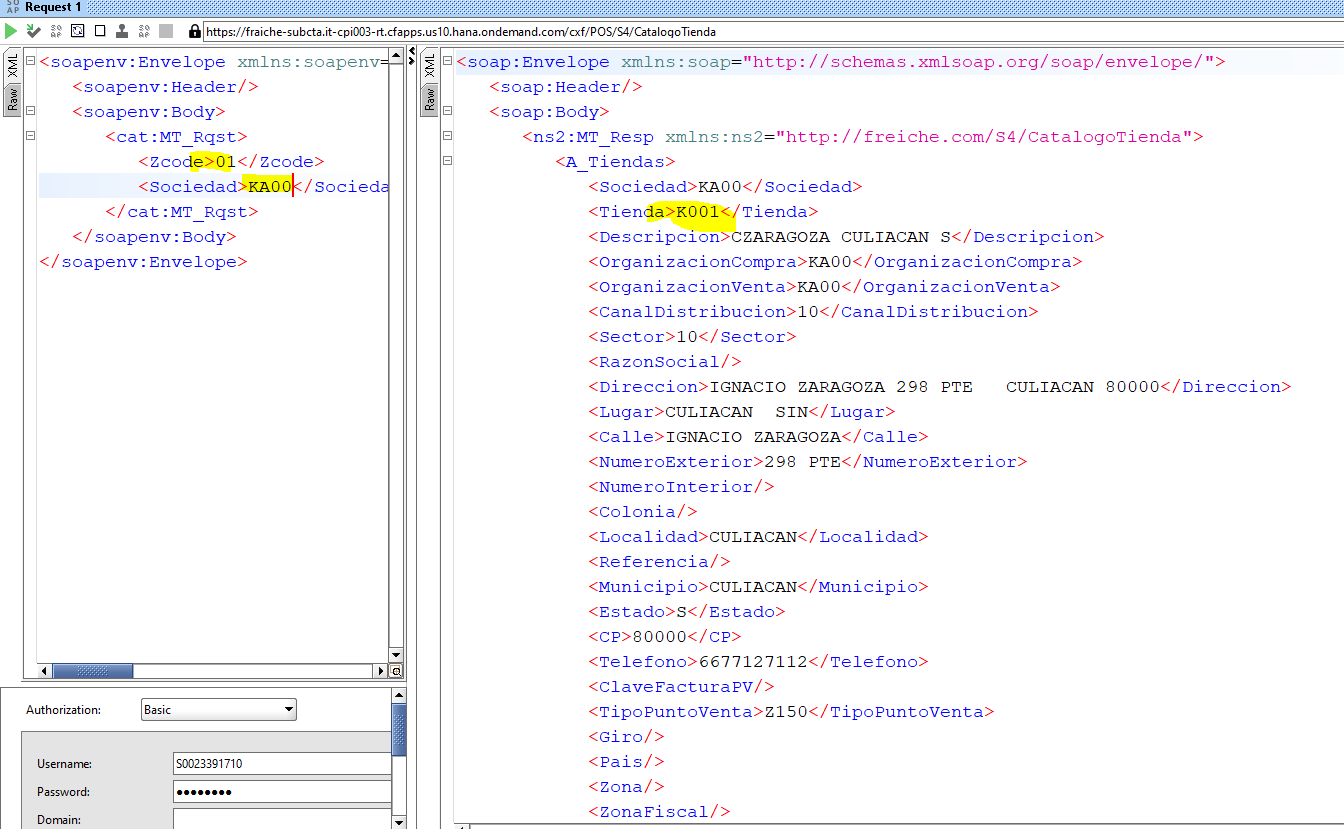 SO
AP
Request 1
https://fraiche-subcta.it-cpi003-rt.cfapps.us10.hana.ondemand.com/cxf/POS/S4/CatalogoTienda
XML
Raw
<soapenv:Envelope xmlns:soapenv=
<soapenv:Header/>
<soapenv:Body>
<cat:MT_Rqst>
<Zcode>01</Zcode>
<Sociedad>KA00</Socieda
</cat:MT_Rqst>
</soapenv:Body>
</soapenv:Envelope>
Authorization:
Basic
Username:
S0023391710
Password:
Domain:
XML
Raw
<soap:Envelope xmlns:soap="http://schemas.xmlsoap.org/soap/envelope/">
<soap:Header/>
<soap:Body>
<ns2:MT_Resp xmlns:ns2="http://freiche.com/S4/CatalogoTienda">
<A_Tiendas>
<Sociedad>KA00</Sociedad>
<Tienda>K001</Tienda>
<Descripcion>CZARAGOZA CULIACAN S</Descripcion>
<OrganizacionCompra>KA00</OrganizacionCompra>
<OrganizacionVenta>KA00</OrganizacionVenta>
<CanalDistribucion>10</CanalDistribucion>
<Sector>10</Sector>
<RazonSocial/>
<Direccion>IGNACIO ZARAGOZA 298 PTE   CULIACAN 80000</Direccion>
<Lugar>CULIACAN  SIN</Lugar>
<Calle>IGNACIO ZARAGOZA</Calle>
<NumeroExterior>298 PTE</NumeroExterior>
<NumeroInterior/>
<Colonia/>
<Localidad>CULIACAN</Localidad>
<Referencia/>
<Municipio>CULIACAN</Municipio>
<Estado>S</Estado>
<CP>80000</CP>
<Telefono>6677127112</Telefono>
<ClaveFacturaPV/>
<TipoPuntoVenta>Z150</TipoPuntoVenta>
<Giro/>
<Pais/>
<Zona/>
<ZonaFiscal/>